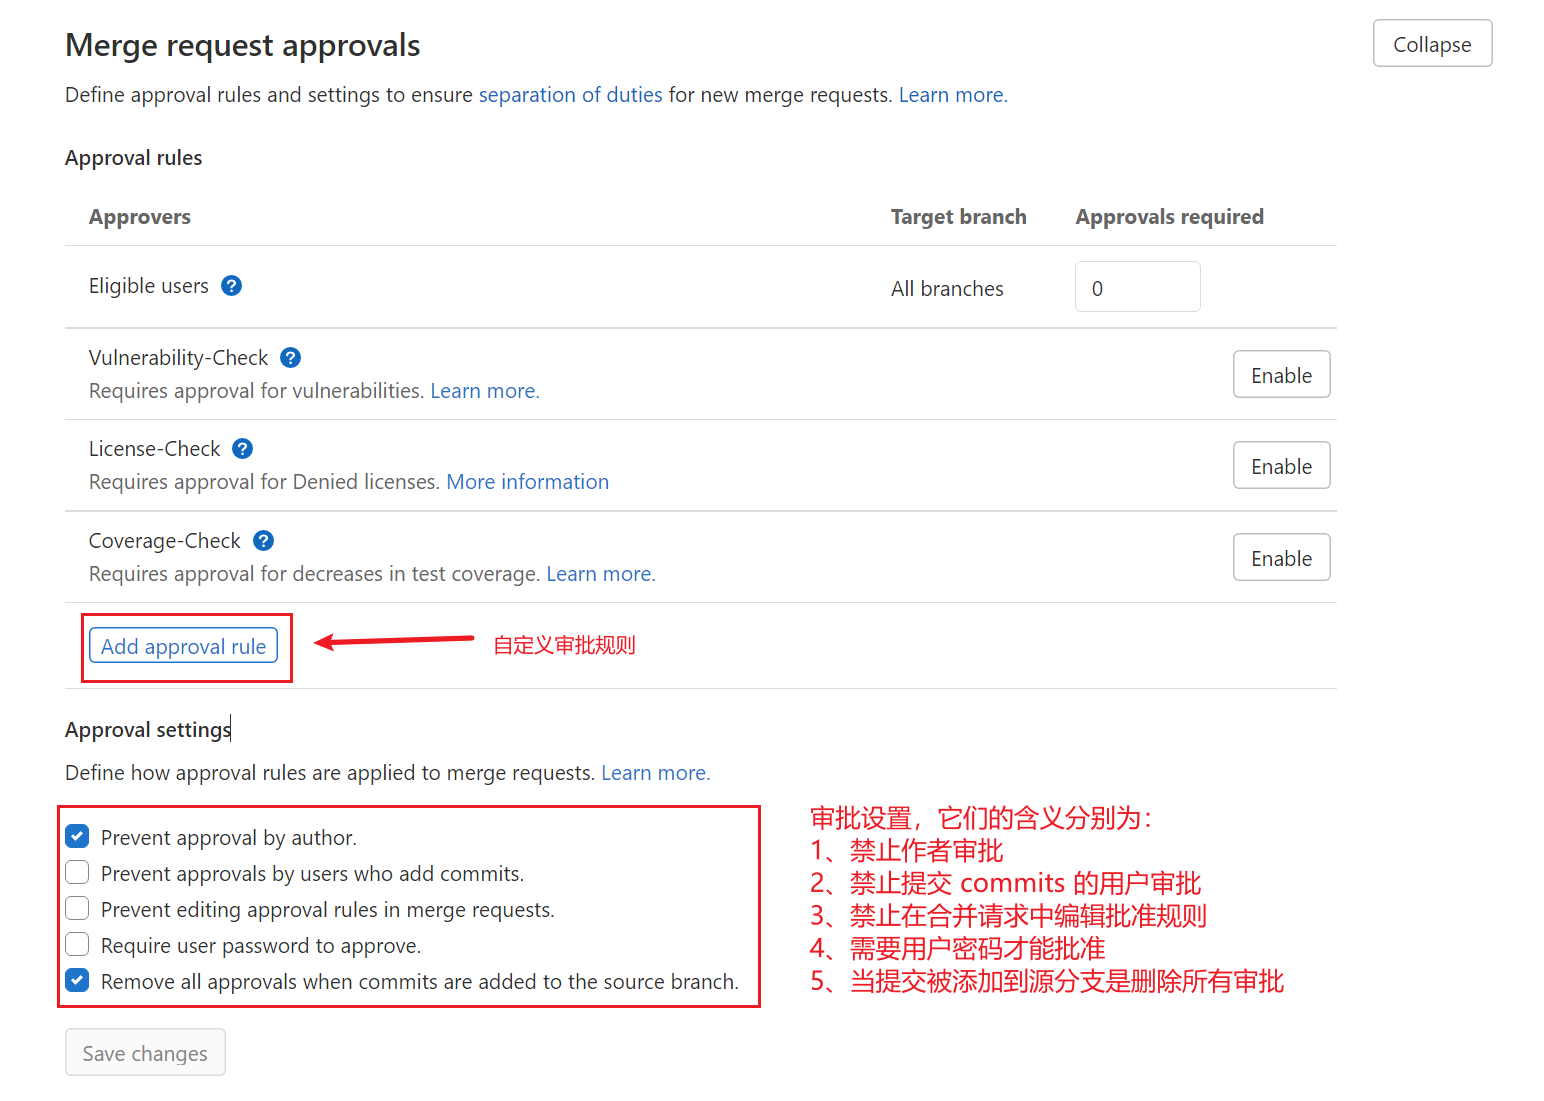 Merge request approvals
Collapse
Define approval rules and settings to ensure separation of duties for new merge requests. Learn more.
Approval rules
Approvers Target branch Approvals required
Eligible users ? All branches 0
Vulnerability-Check ?
Requires approval for vulnerabilities. Learn more.
Enable
License-Check ?
Requires approval for Denied licenses. More information
Enable
Coverage-Check ?
Requires approval for decreases in test coverage. Learn more.
Enable
Add approval rule
自定义审批规则
Approval settings
Define how approval rules are applied to merge requests. Learn more.
Prevent approval by author.
Prevent approvals by users who add commits.
Prevent editing approval rules in merge requests.
Require user password to approve.
Remove all approvals when commits are added to the source branch.
审批设置，它们的含义分别为：
1、禁止作者审批
2、禁止提交 commits 的用户审批
3、禁止在合并请求中编辑批准规则
4、需要用户密码才能批准
5、当提交被添加到源分支是删除所有审批
Save changes